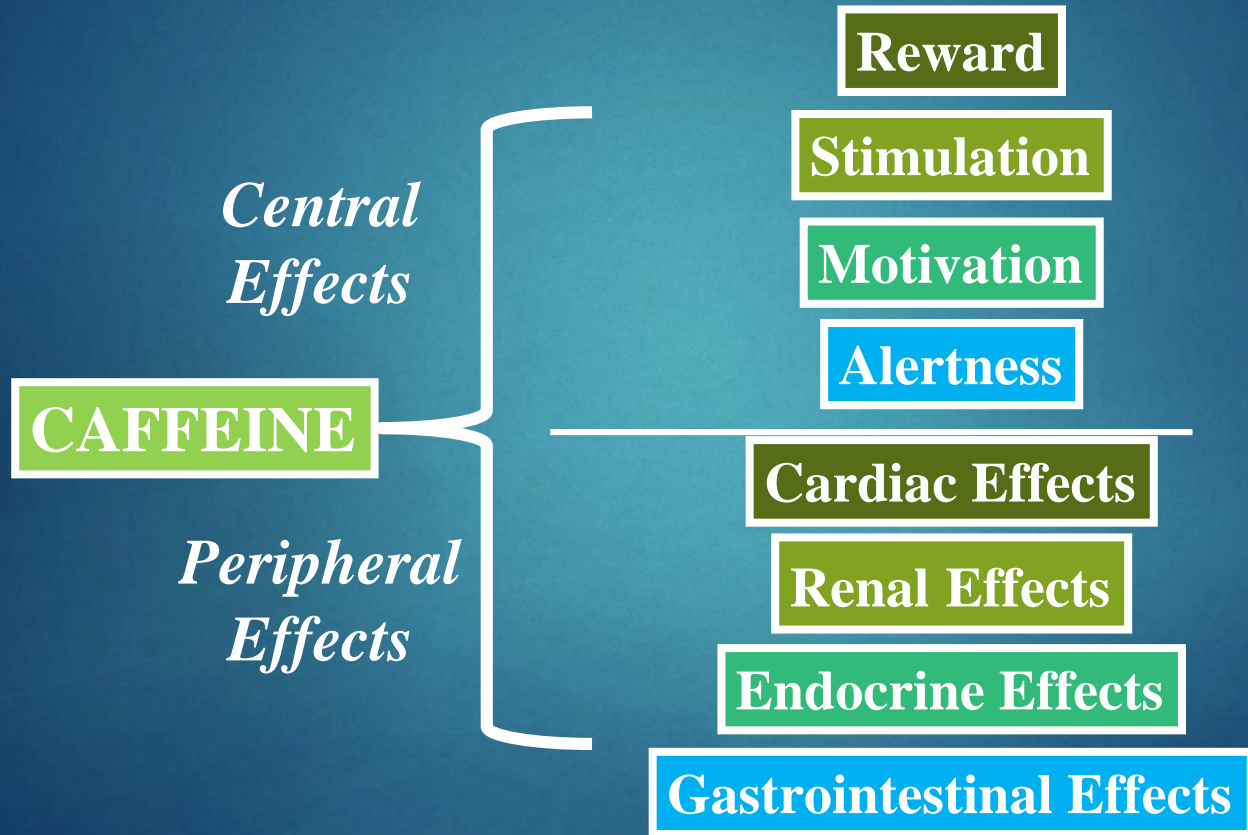 Reward
Stimulation
Central
Effects
Motivation
Alertness
CAFFEINE
Cardiac Effects
Peripheral
Effects
Renal Effects
Endocrine Effects
Gastrointestinal Effects